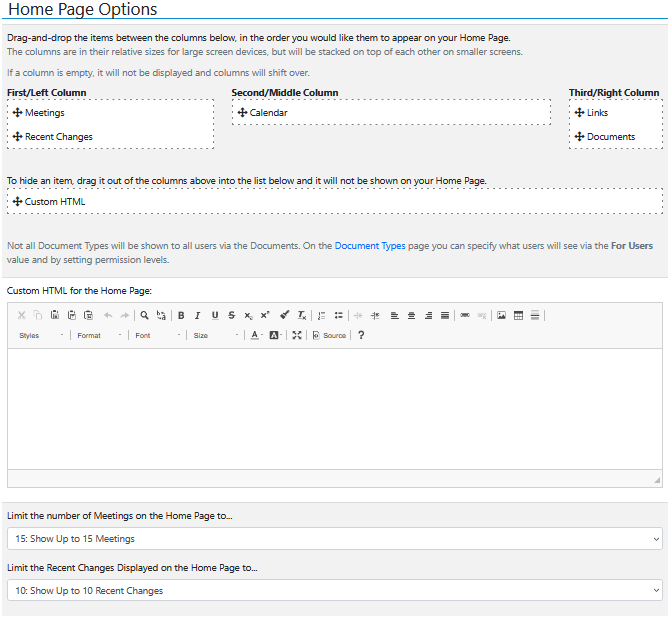 Home Page Options
Drag-and-drop the items between the columns below, in the order you would like them to appear on your Home Page.
The columns are in their relative sizes for large screen devices, but will be stacked on top of each other on smaller screens.
If a column is empty, it will not be displayed and columns will shift over.
First/Left Column Second/Middle Column Third/Right Column
Meetings Calendar Links
Recent Changes Documents
To hide an item, drag it out of the columns above into the list below and it will not be shown on your Home Page.
Custom HTML
Not all Document Types will be shown to all users via the Documents. On the Document Types page you can specify what users will see via the For Users
value and by setting permission levels.
Custom HTML for the Home Page:
Styles Format Font Size Source
Limit the number of Meetings on the Home Page to...
15: Show Up to 15 Meetings
Limit the Recent Changes Displayed on the Home Page to...
10: Show Up to 10 Recent Changes